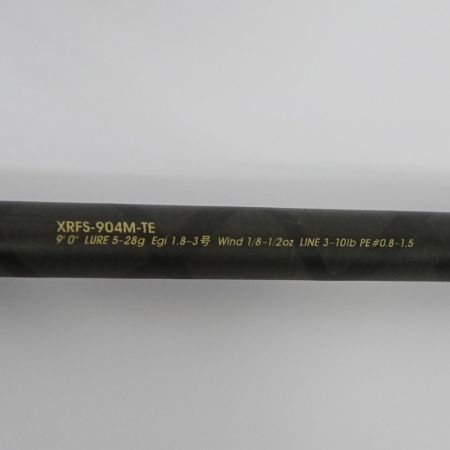 XRFS-904M-TE
9'0" LURE 5-28g Egi 1.8-3号 Wind 1/8-1/2oz LINE 3-10lb PE#0.8-1.5